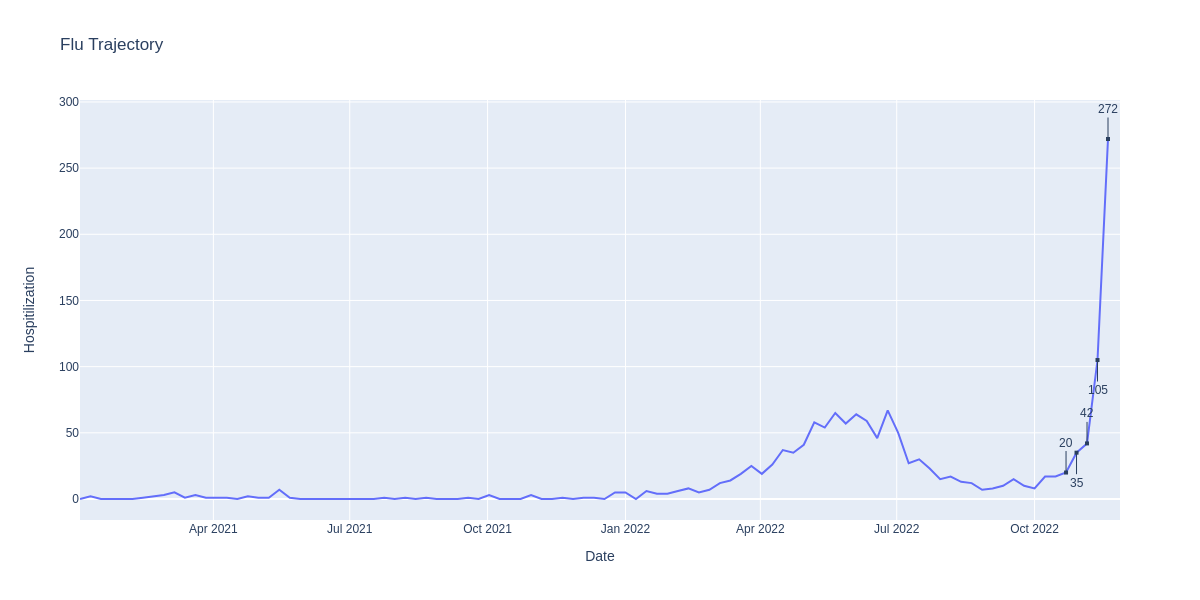 Flu Trajectory
300
250
200
150
100
50
0
Hospitilization
272
105
42
20
35
Apr 2021
Jul 2021
Oct 2021
Jan 2022
Apr 2022
Jul 2022
Oct 2022
Date